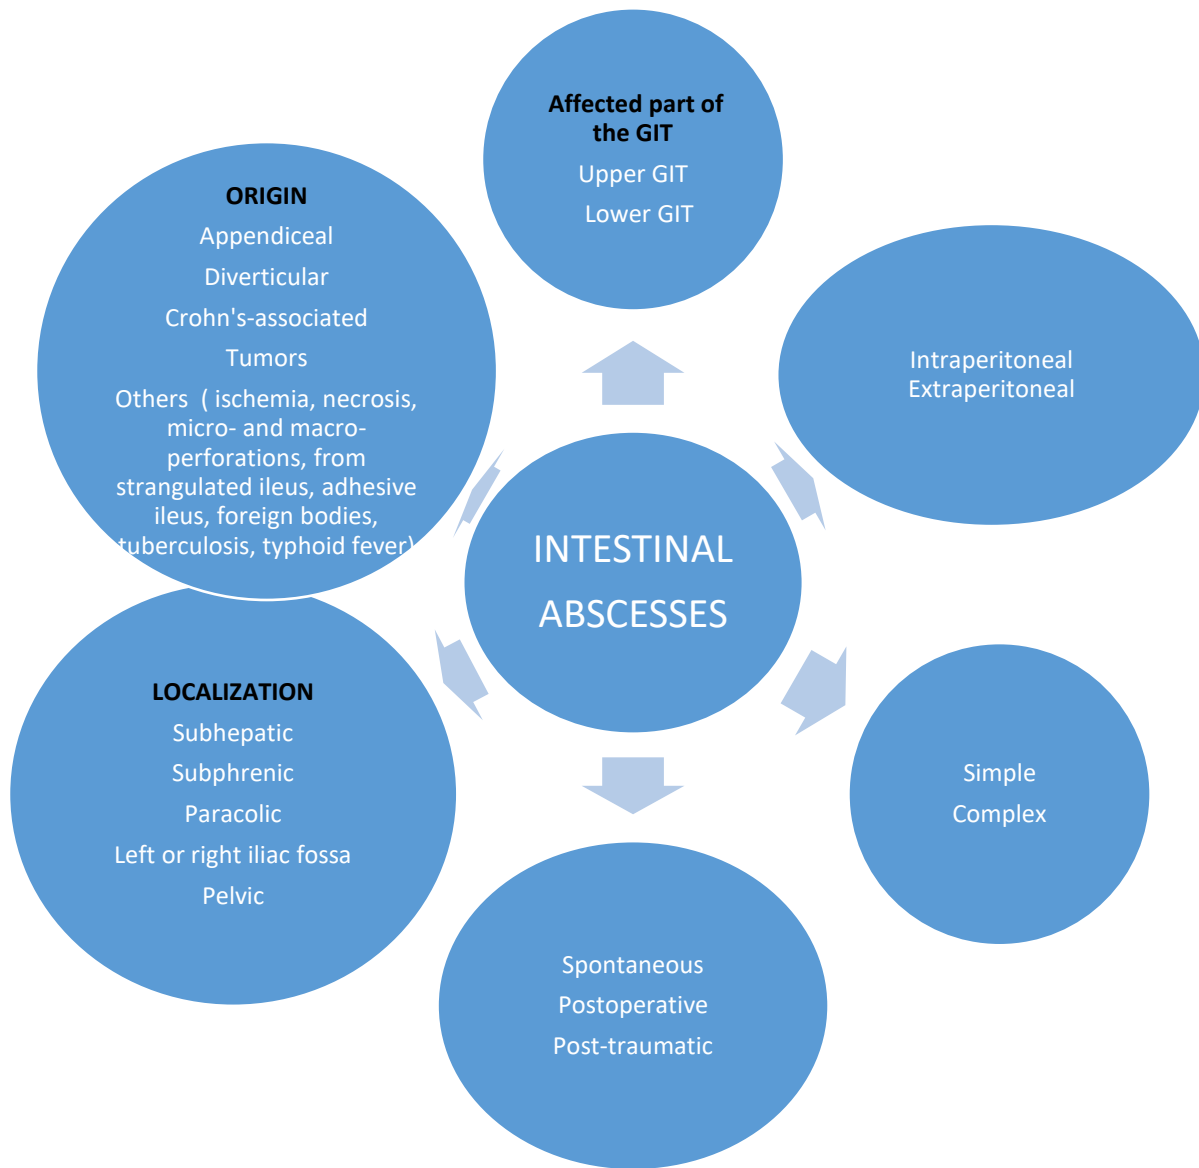 Affected part of
the GIT
Upper GIT
Lower GIT
ORIGIN
Appendiceal
Diverticular
Crohn's-associated
Tumors
Others ( ischemia, necrosis,
micro- and macro-
perforations, from
strangulated ileus, adhesive
ileus, foreign bodies,
tuberculosis, typhoid fever)
Intraperitoneal
Extraperitoneal
INTESTINAL
ABSCESSES
LOCALIZATION
Subhepatic
Subphrenic
Paracolic
Left or right iliac fossa
Pelvic
Simple
Complex
Spontaneous
Postoperative
Post-traumatic